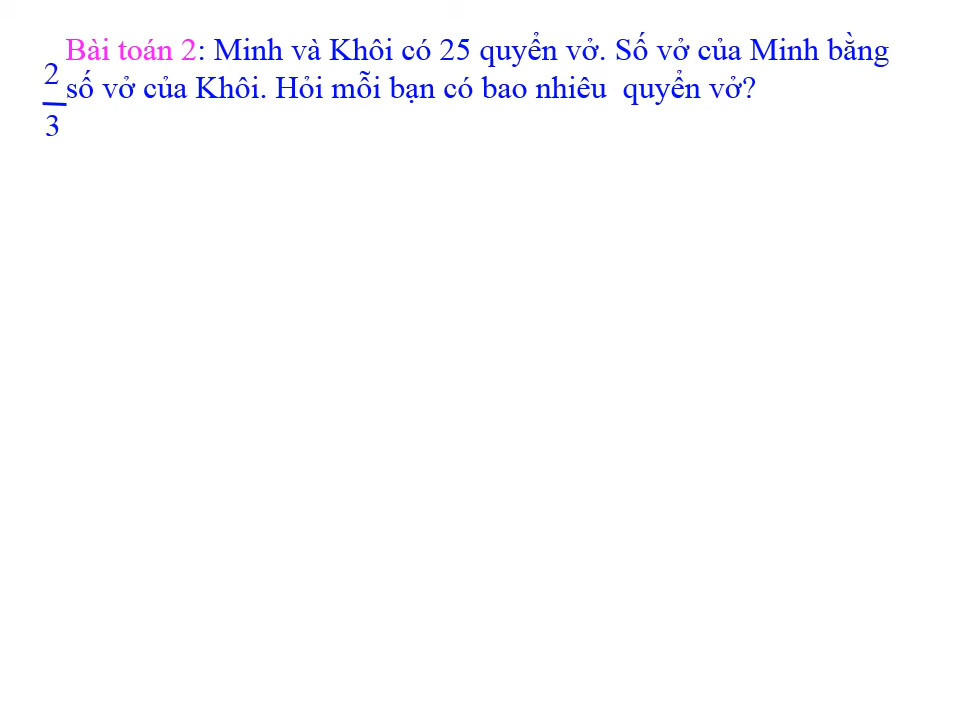 Bài toán 2: Minh và Khôi có 25 quyển vở. Số vở của Minh bằng
2/3 số vở của Khôi. Hỏi mỗi bạn có bao nhiêu  quyển vở?